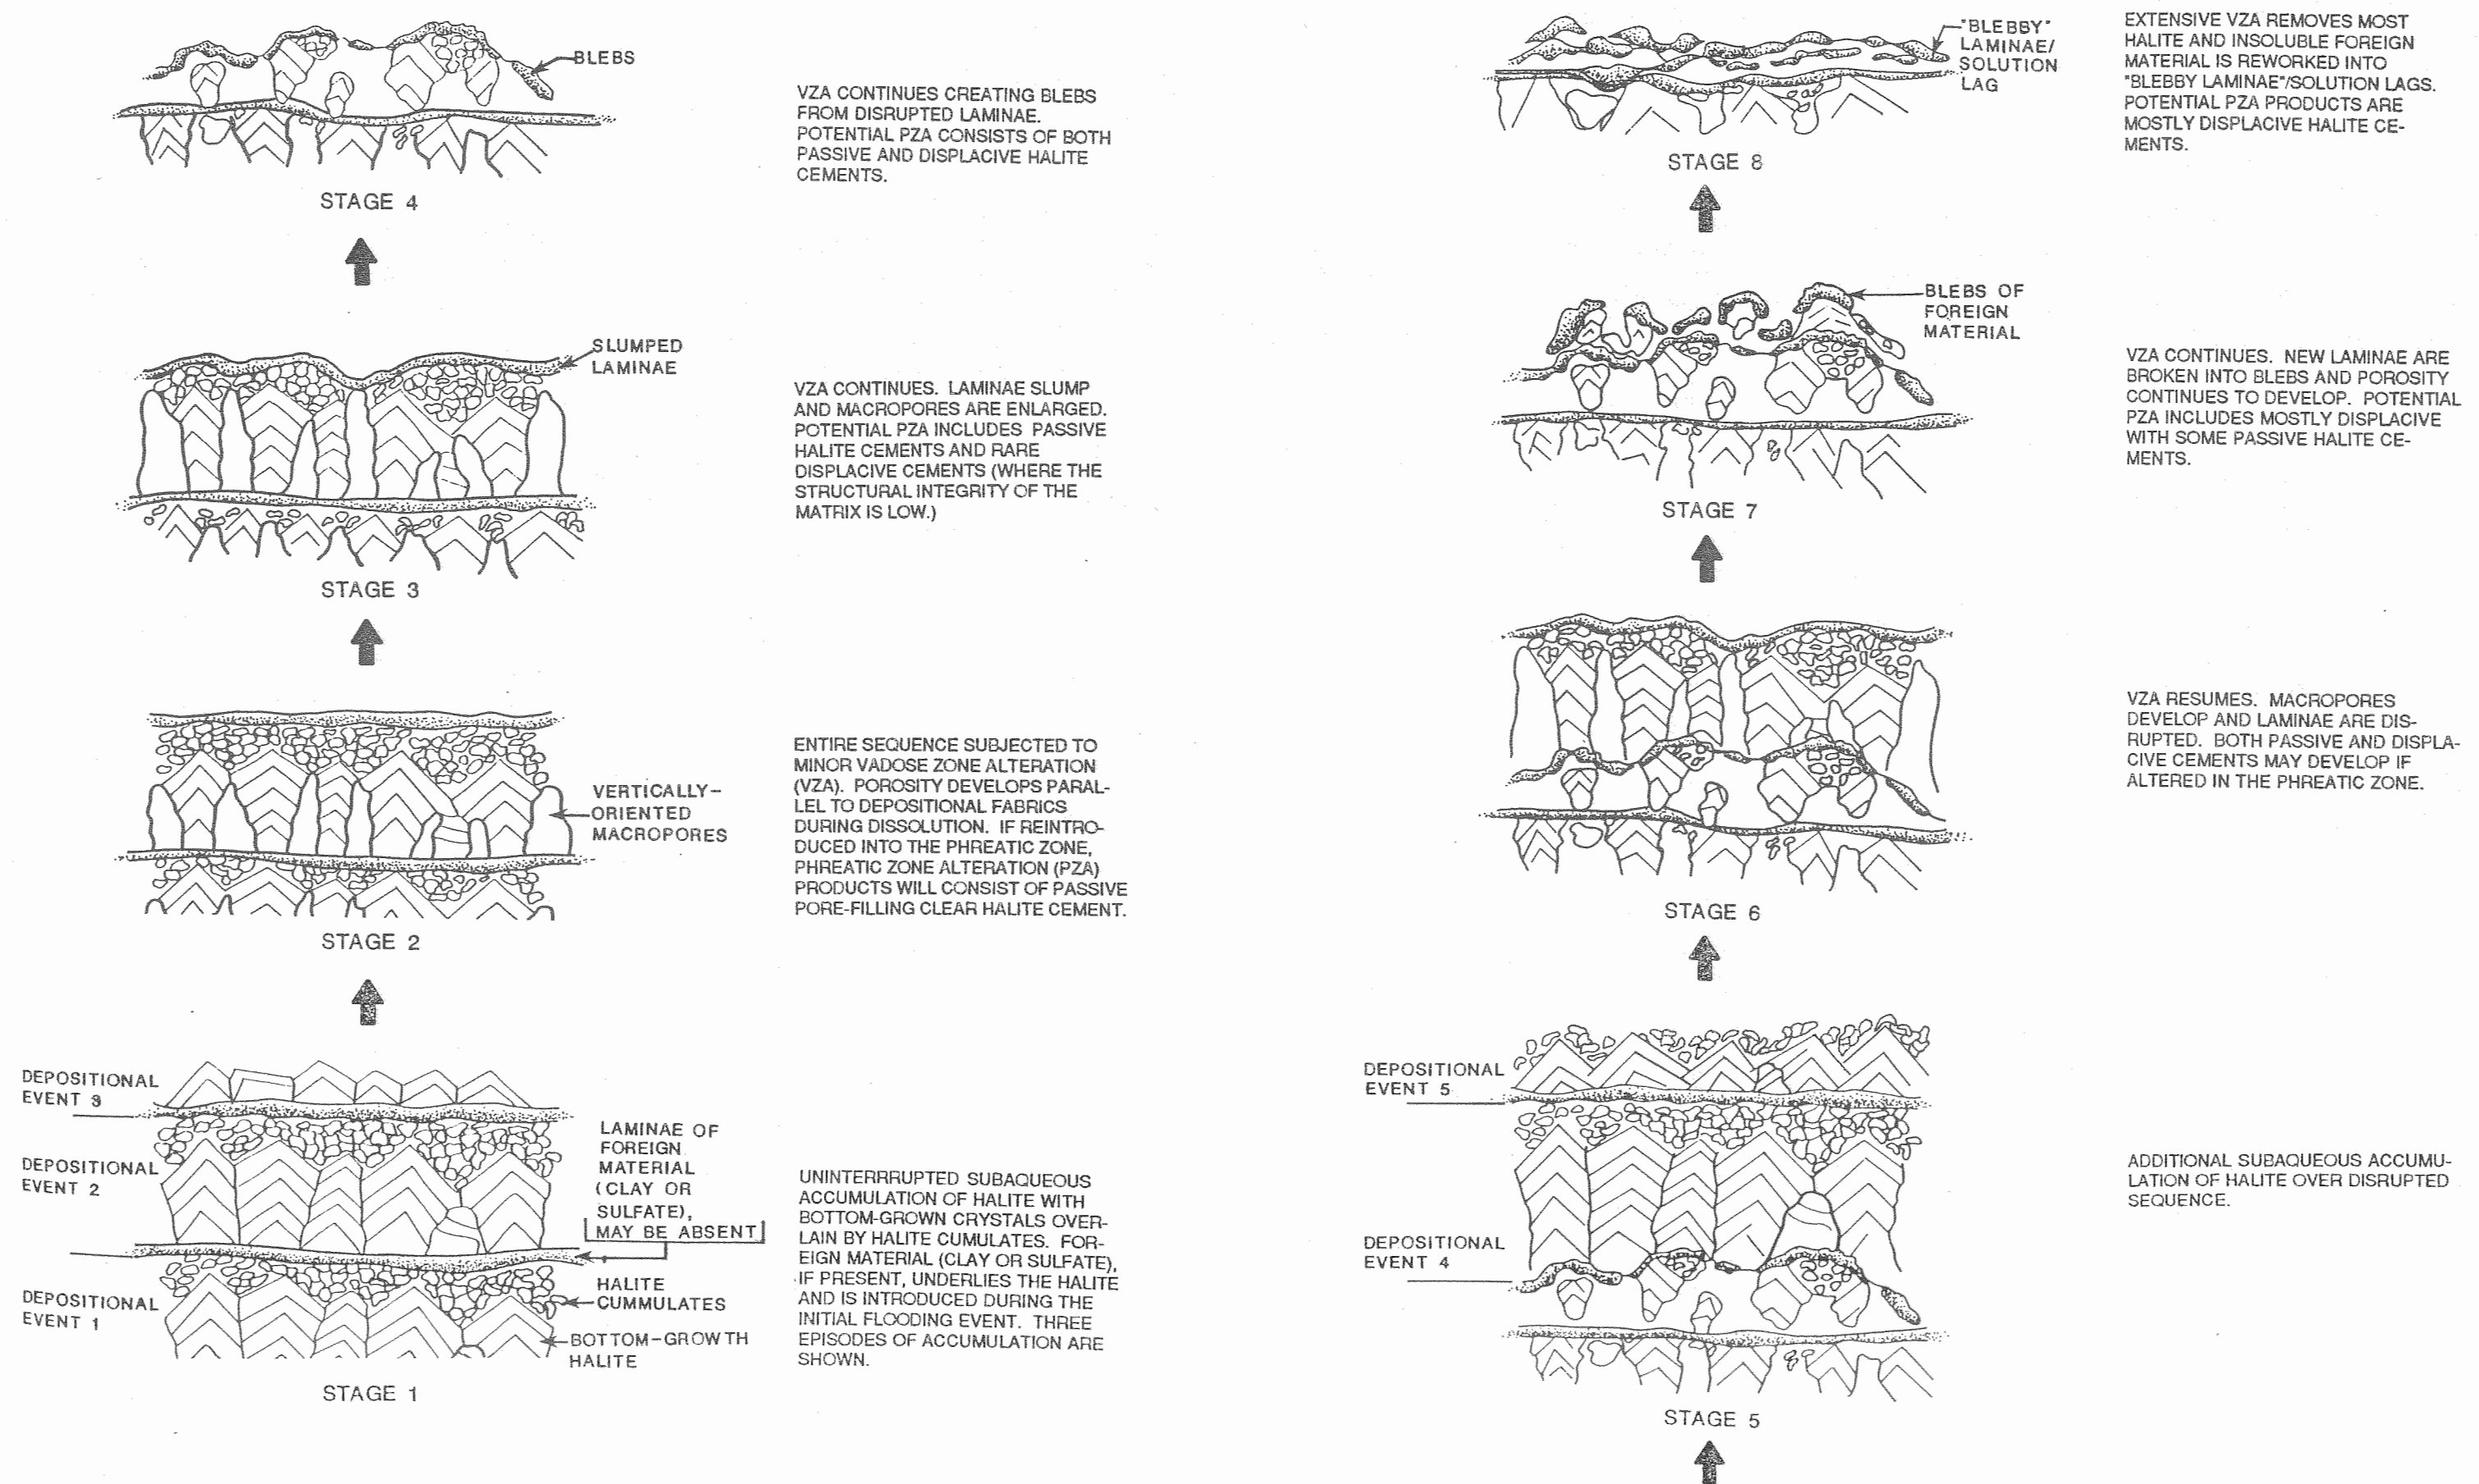 BLEBS
STAGE 4
VZA CONTINUES CREATING BLEBS
FROM DISRUPTED LAMINAE.
POTENTIAL PZA CONSISTS OF BOTH
PASSIVE AND DISPLACIVE HALITE
CEMENTS.
SLUMPED
LAMINAE
STAGE 3
VZA CONTINUES. LAMINAE SLUMP
AND MACROPORES ARE ENLARGED.
POTENTIAL PZA INCLUDES PASSIVE
HALITE CEMENTS AND RARE
DISPLACIVE CEMENTS (WHERE THE
STRUCTURAL INTEGRITY OF THE
MATRIX IS LOW.)
VERTICALLY-
ORIENTED
MACROPORES
STAGE 2
ENTIRE SEQUENCE SUBJECTED TO
MINOR VADOSE ZONE ALTERATION
(VZA). POROSITY DEVELOPS PARAL-
LEL TO DEPOSITIONAL FABRICS
DURING DISSOLUTION. IF REINTRO-
DUCED INTO THE PHREATIC ZONE,
PHREATIC ZONE ALTERATION (PZA)
PRODUCTS WILL CONSIST OF PASSIVE
PORE-FILLING CLEAR HALITE CEMENT.
DEPOSITIONAL
EVENT 3
DEPOSITIONAL
EVENT 2
DEPOSITIONAL
EVENT 1
LAMINAE OF
FOREIGN
MATERIAL
(CLAY OR
SULFATE),
MAY BE ABSENT
HALITE
CUMMULATES
BOTTOM-GROWTH
HALITE
STAGE 1
UNINTERRRUPTED SUBAQUEOUS
ACCUMULATION OF HALITE WITH
BOTTOM-GROWN CRYSTALS OVER-
LAIN BY HALITE CUMULATES. FOR-
EIGN MATERIAL (CLAY OR SULFATE),
IF PRESENT, UNDERLIES THE HALITE
AND IS INTRODUCED DURING THE
INITIAL FLOODING EVENT. THREE
EPISODES OF ACCUMULATION ARE
SHOWN.
"BLEBBY"
LAMINAE/
SOLUTION
LAG
STAGE 8
EXTENSIVE VZA REMOVES MOST
HALITE AND INSOLUBLE FOREIGN
MATERIAL IS REWORKED INTO
"BLEBBY LAMINAE"/SOLUTION LAGS.
POTENTIAL PZA PRODUCTS ARE
MOSTLY DISPLACIVE HALITE CE-
MENTS.
BLEBS OF
FOREIGN
MATERIAL
STAGE 7
VZA CONTINUES. NEW LAMINAE ARE
BROKEN INTO BLEBS AND POROSITY
CONTINUES TO DEVELOP. POTENTIAL
PZA INCLUDES MOSTLY DISPLACIVE
WITH SOME PASSIVE HALITE CE-
MENTS.
STAGE 6
VZA RESUMES. MACROPORES
DEVELOP AND LAMINAE ARE DIS-
RUPTED. BOTH PASSIVE AND DISPLA-
CIVE CEMENTS MAY DEVELOP IF
ALTERED IN THE PHREATIC ZONE.
DEPOSITIONAL
EVENT 5
DEPOSITIONAL
EVENT 4
STAGE 5
ADDITIONAL SUBAQUEOUS ACCUMU-
LATION OF HALITE OVER DISRUPTED
SEQUENCE.